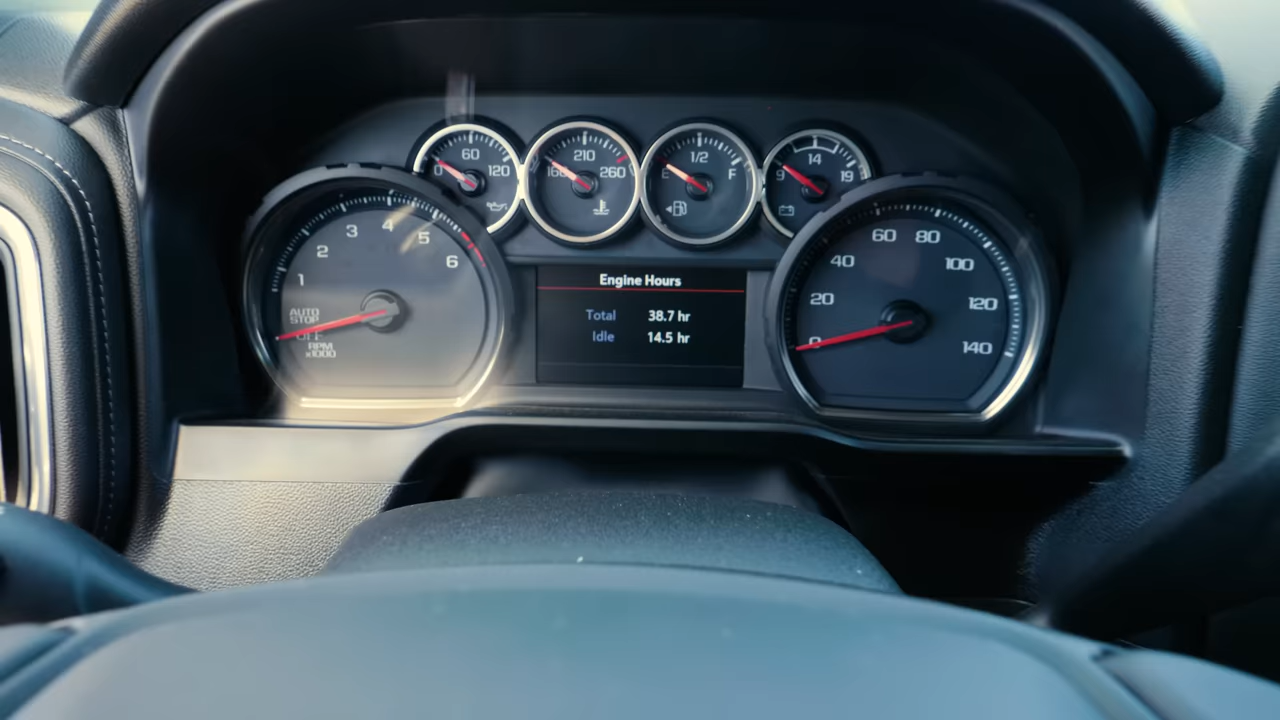 60
0 120
210
160 260
1/2
E F
14
9 19
1 2 3 4 5 6
AUTO
STOP
OFF
RPM
x1000
Engine Hours
Total 38.7 hr
Idle 14.5 hr
0 20 40 60 80 100 120 140